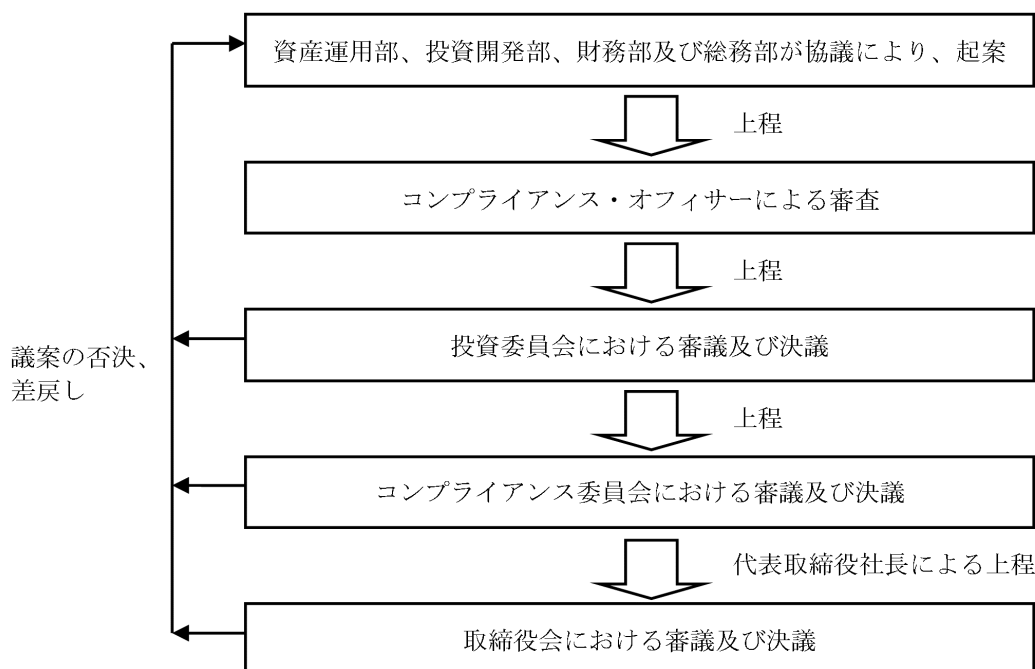 資産運用部、投資開発部、財務部及び総務部が協議により、起案
上程
コンプライアンス・オフィサーによる審査
上程
投資委員会における審議及び決議
議案の否決、
差戻し
上程
コンプライアンス委員会における審議及び決議
代表取締役社長による上程
取締役会における審議及び決議